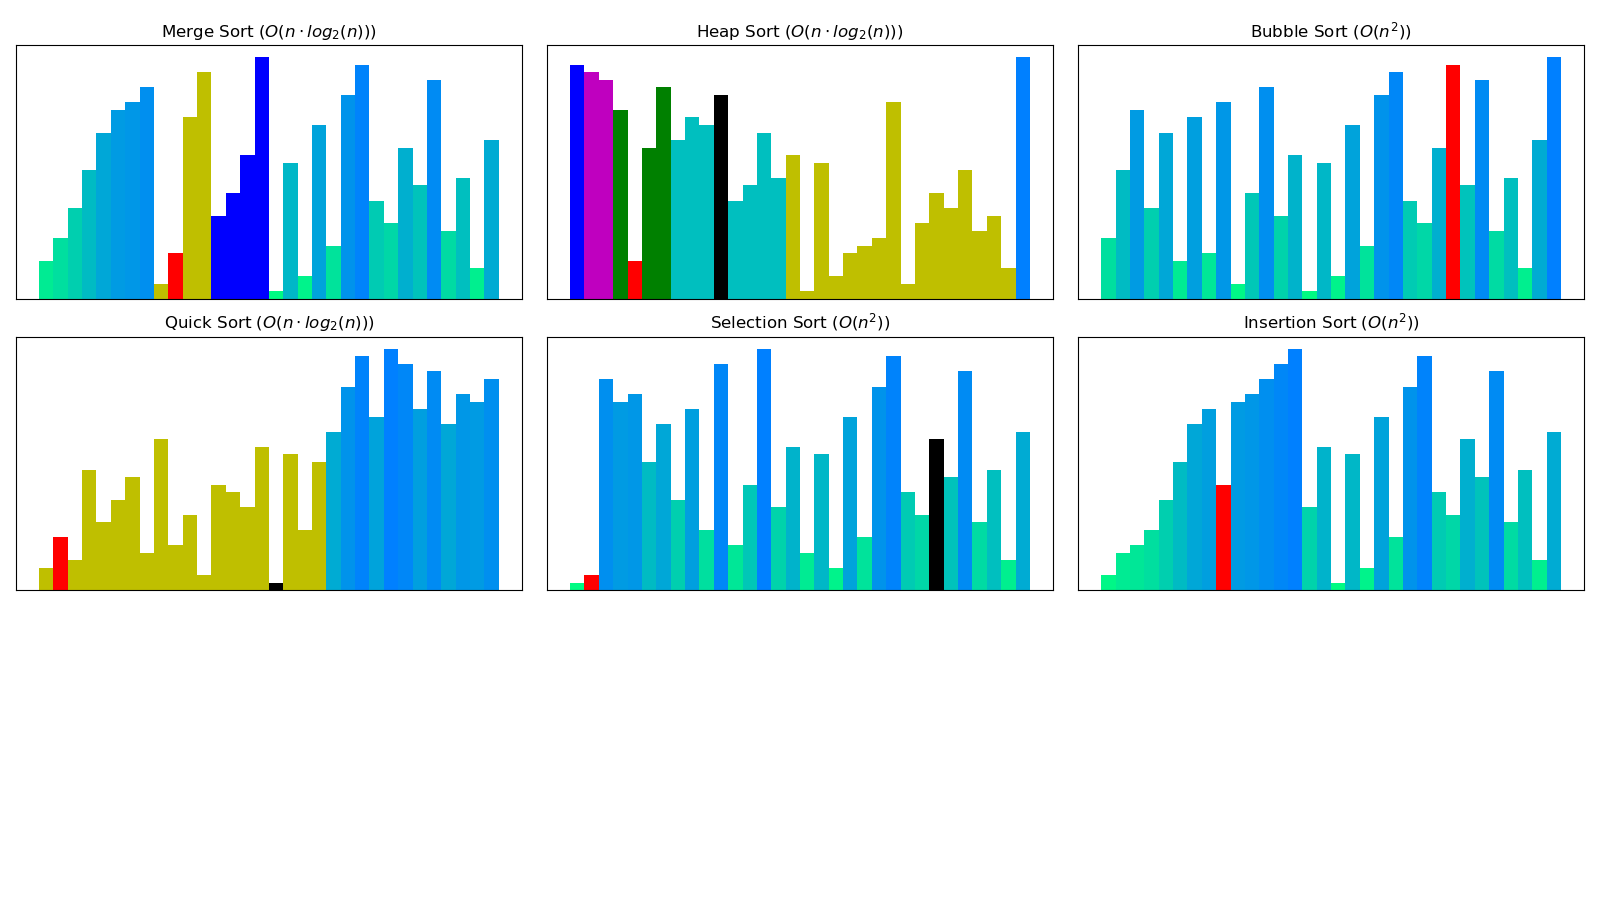 Merge Sort (O(n · log₂(n)))
Heap Sort (O(n · log₂(n)))
Bubble Sort (O(n²))
Quick Sort (O(n · log₂(n)))
Selection Sort (O(n²))
Insertion Sort (O(n²))